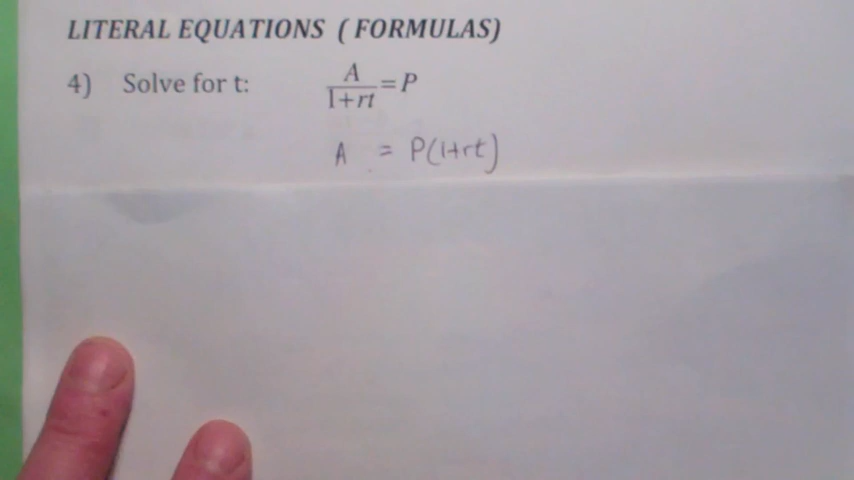 LITERAL EQUATIONS ( FORMULAS)
4) Solve for t: A/1+rt = P
A = P(1+rt)